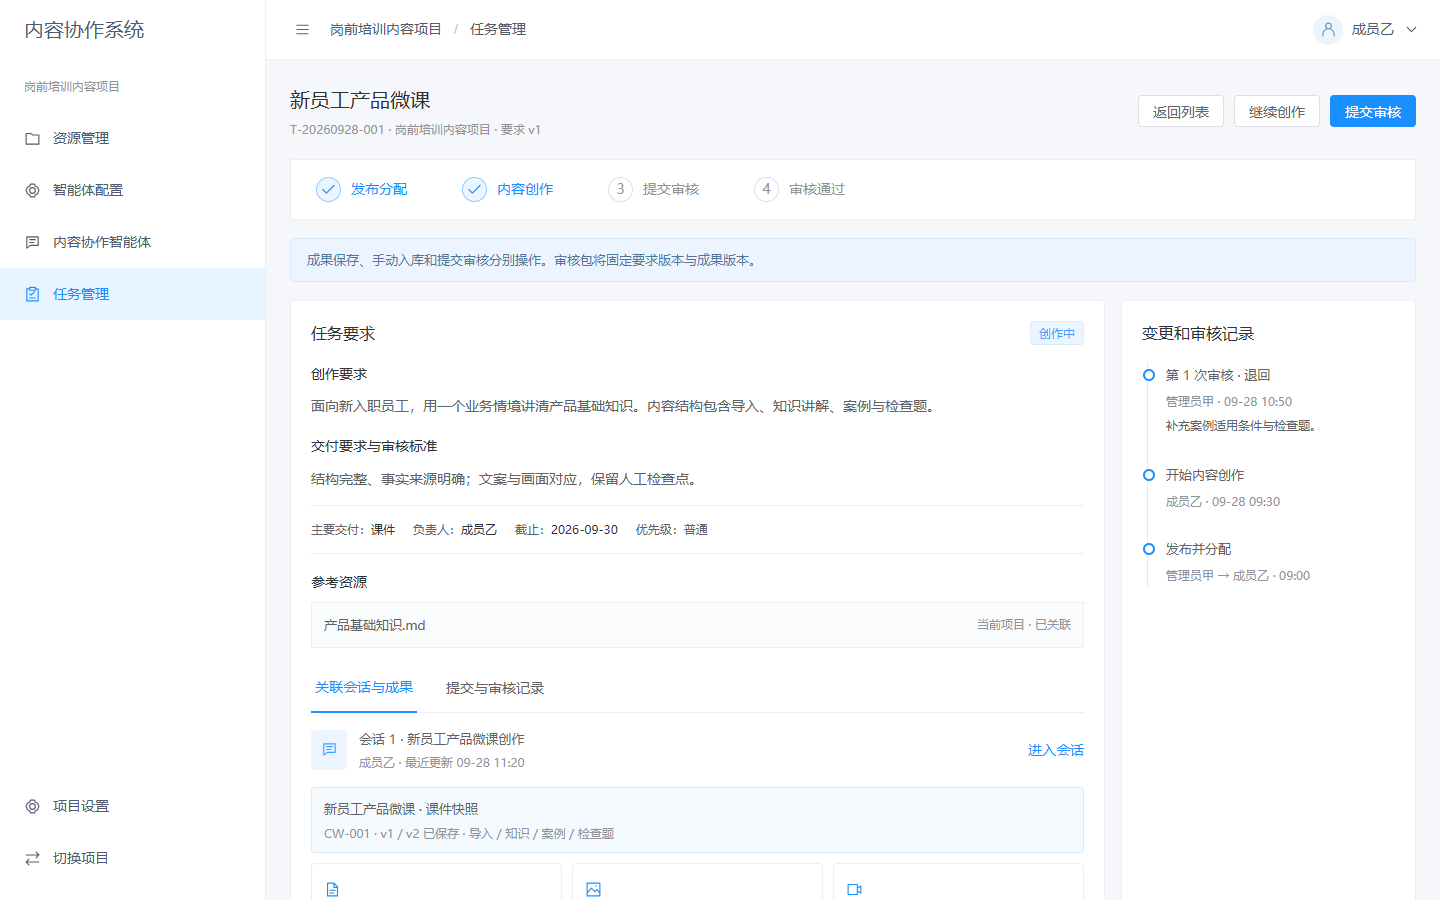 内容协作系统
岗前培训内容项目 / 任务管理
成员乙
岗前培训内容项目
资源管理
智能体配置
内容协作智能体
任务管理
项目设置
切换项目
新员工产品微课
T-20260928-001 · 岗前培训内容项目 · 要求 v1
返回列表
继续创作
提交审核
发布分配
内容创作
3 提交审核
4 审核通过
成果保存、手动入库和提交审核分别操作。审核包将固定要求版本与成果版本。
任务要求
创作中
创作要求
面向新入职员工，用一个业务情境讲清产品基础知识。内容结构包含导入、知识讲解、案例与检查题。
交付要求与审核标准
结构完整、事实来源明确；文案与画面对应，保留人工检查点。
主要交付：课件 负责人：成员乙 截止：2026-09-30 优先级：普通
参考资源
产品基础知识.md
当前项目 · 已关联
关联会话与成果
提交与审核记录
会话 1 · 新员工产品微课创作
成员乙 · 最近更新 09-28 11:20
进入会话
新员工产品微课 · 课件快照
CW-001 · v1 / v2 已保存 · 导入 / 知识 / 案例 / 检查题
变更和审核记录
第 1 次审核 · 退回
管理员甲 · 09-28 10:50
补充案例适用条件与检查题。
开始内容创作
成员乙 · 09-28 09:30
发布并分配
管理员甲 → 成员乙 · 09:00